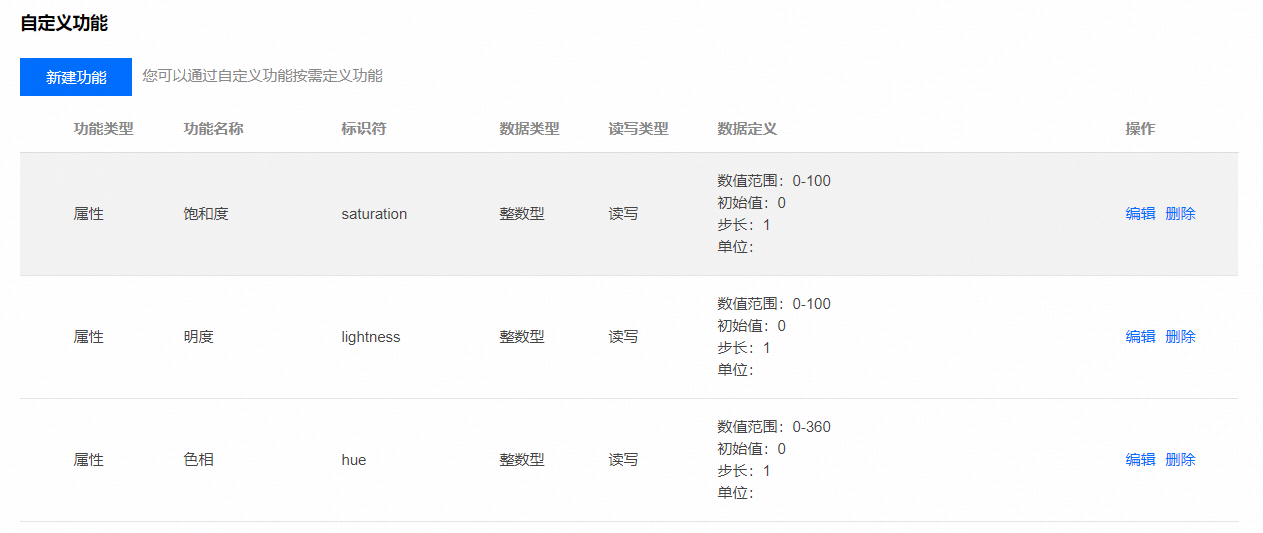 自定义功能
新建功能 您可以通过自定义功能按需定义功能
功能类型 功能名称 标识符 数据类型 读写类型 数据定义 操作
属性 饱和度 saturation 整数型 读写 数值范围：0-100
初始值：0
步长：1
单位：
编辑 删除
属性 明度 lightness 整数型 读写 数值范围：0-100
初始值：0
步长：1
单位：
编辑 删除
属性 色相 hue 整数型 读写 数值范围：0-360
初始值：0
步长：1
单位：
编辑 删除